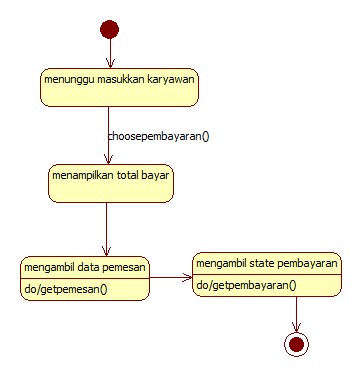 menunggu masukkan karyawan
choosepembayaran()
menampilkan total bayar
mengambil data pemesan
do/getpemesan()
mengambil state pembayaran
do/getpembayaran()